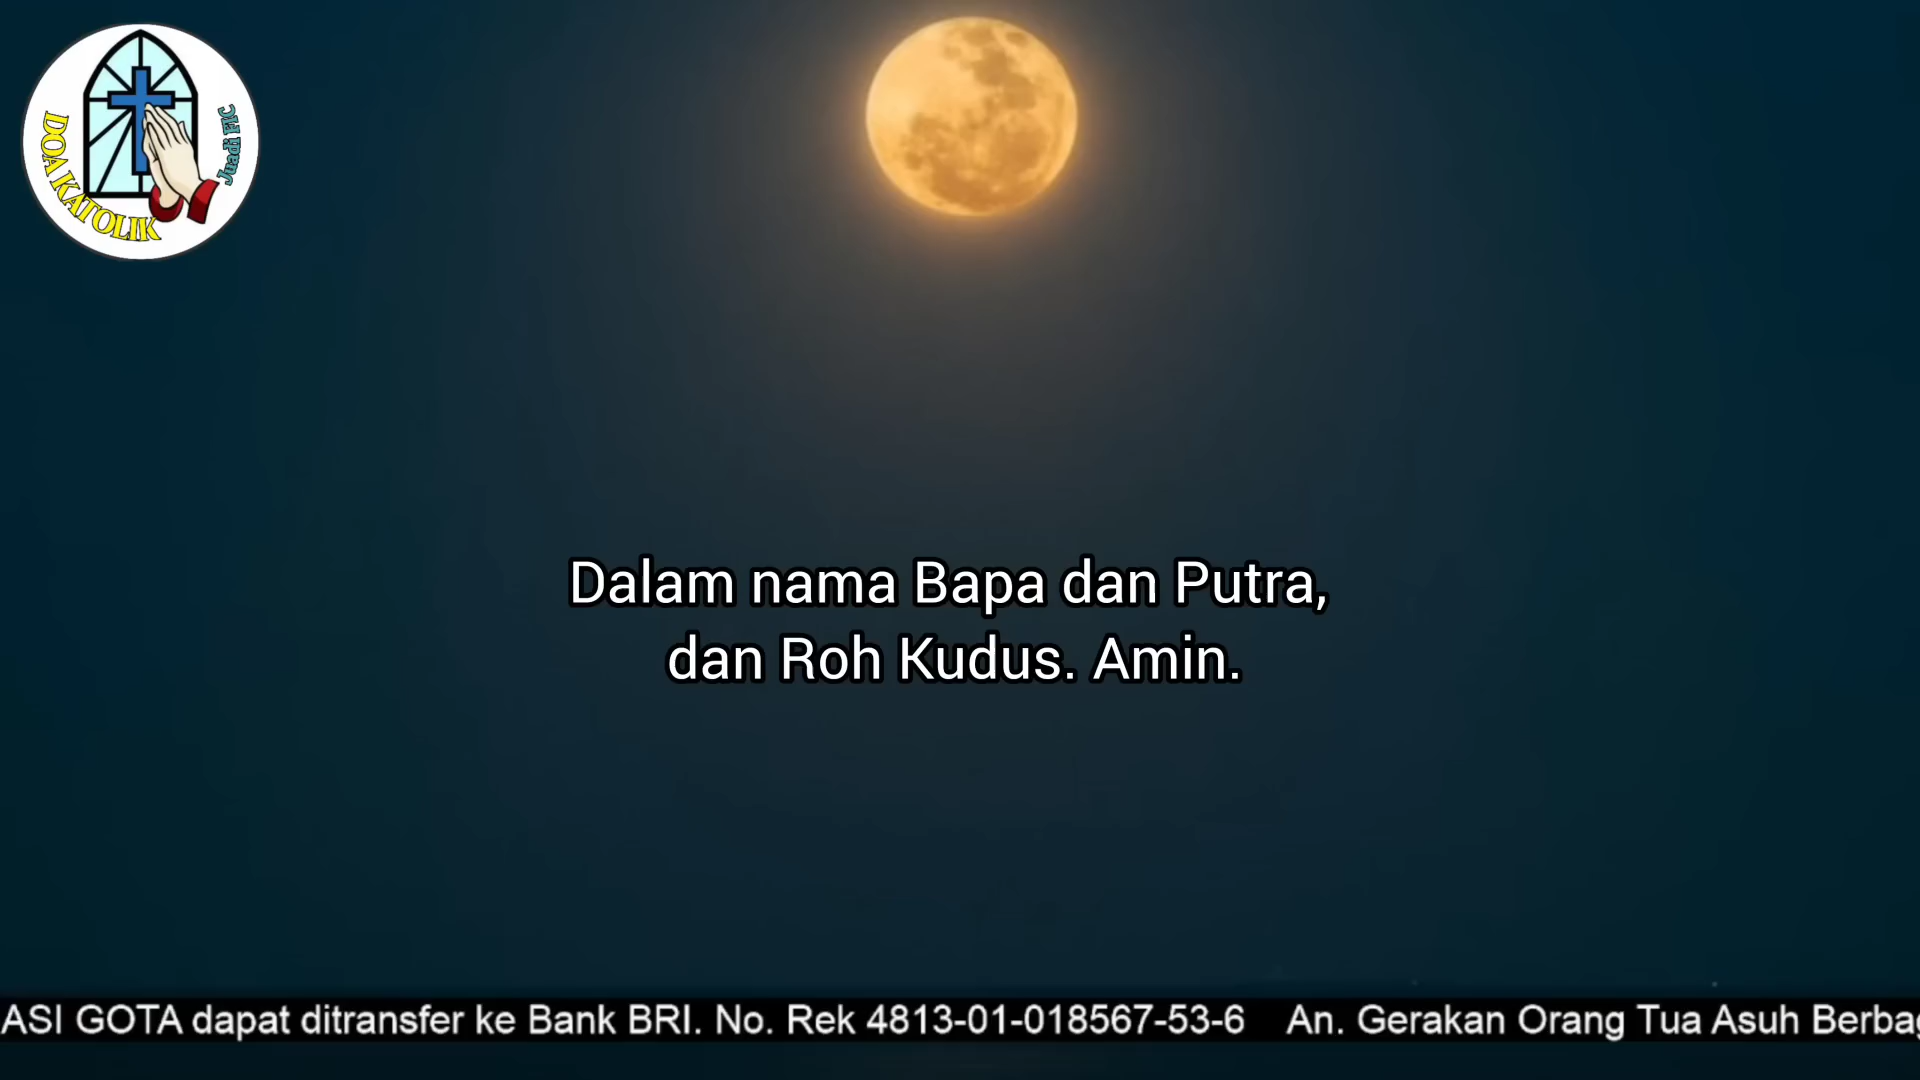 DOA KATOLIK
Juadi FIC
Dalam nama Bapa dan Putra,
dan Roh Kudus. Amin.
ASI GOTA dapat ditransfer ke Bank BRI. No. Rek 4813-01-018567-53-6 An. Gerakan Orang Tua Asuh Berbag